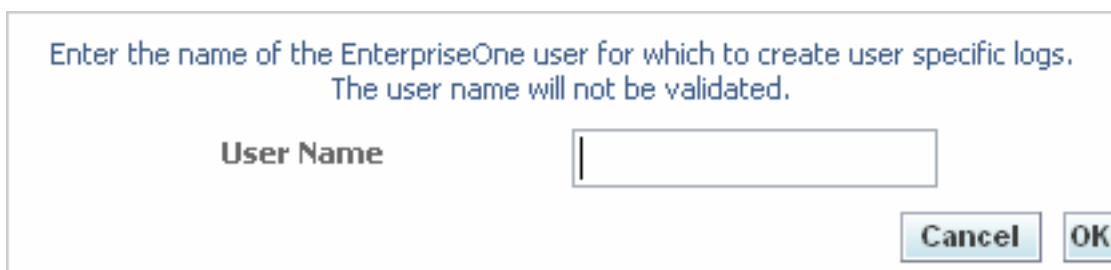 Enter the name of the EnterpriseOne user for which to create user specific logs.
The user name will not be validated.
User Name
Cancel OK